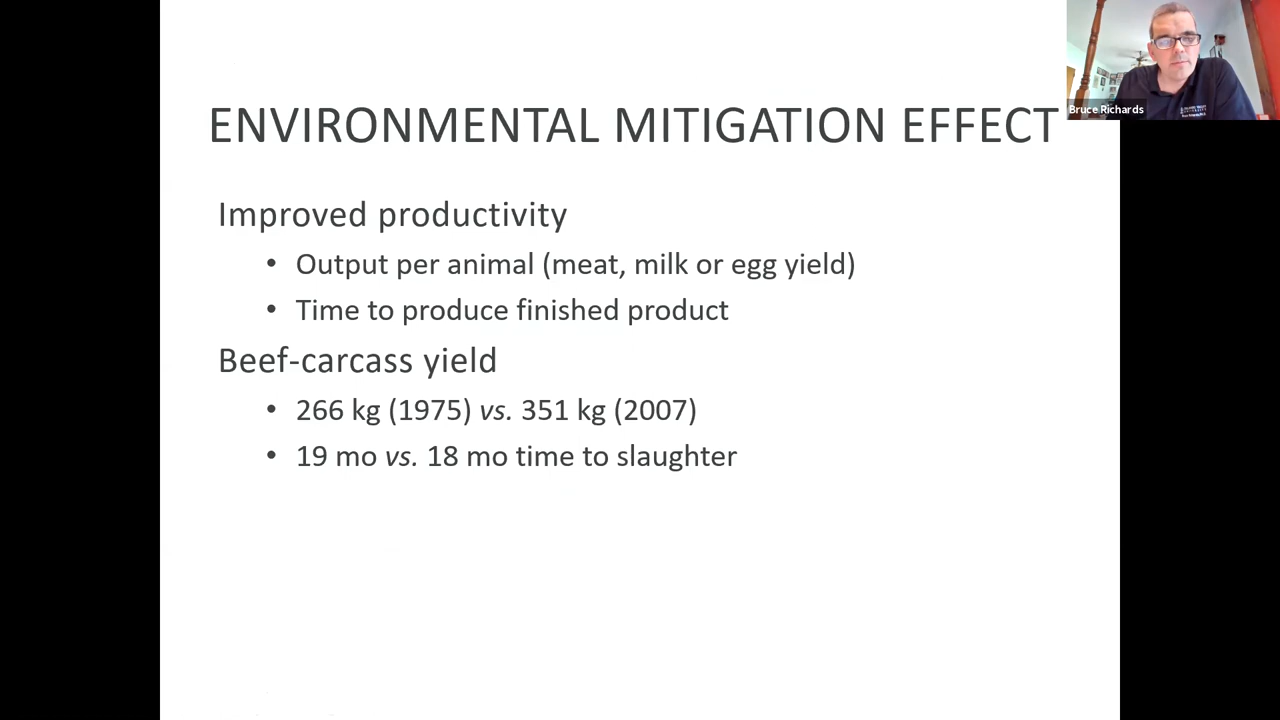 ENVIRONMENTAL MITIGATION EFFECT
Improved productivity
• Output per animal (meat, milk or egg yield)
• Time to produce finished product
Beef-carcass yield
• 266 kg (1975) vs. 351 kg (2007)
• 19 mo vs. 18 mo time to slaughter
Bruce Richards